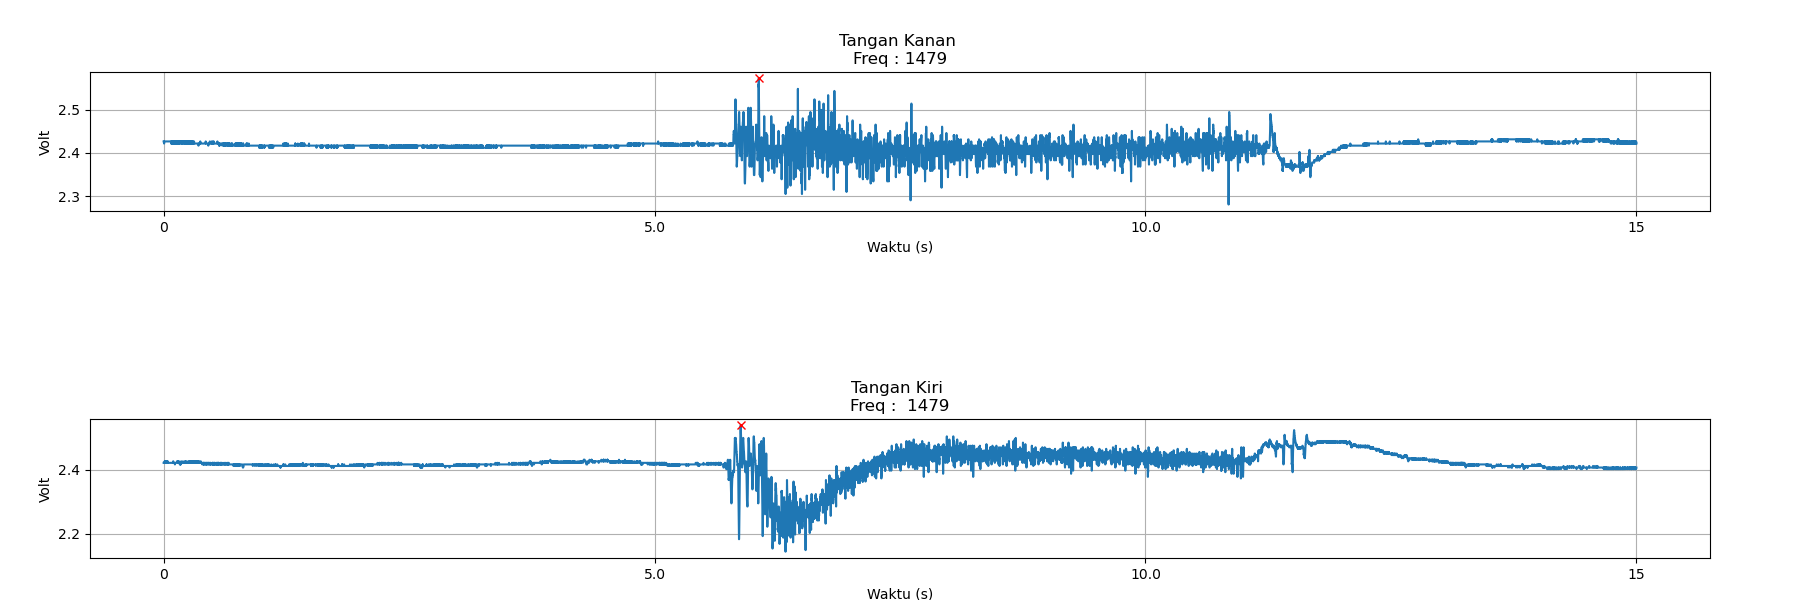 Tangan Kanan
Freq : 1479
Volt
2.5
2.4
2.3
0 5.0 10.0 15
Waktu (s)
Tangan Kiri
Freq :  1479
Volt
2.4
2.2
0 5.0 10.0 15
Waktu (s)